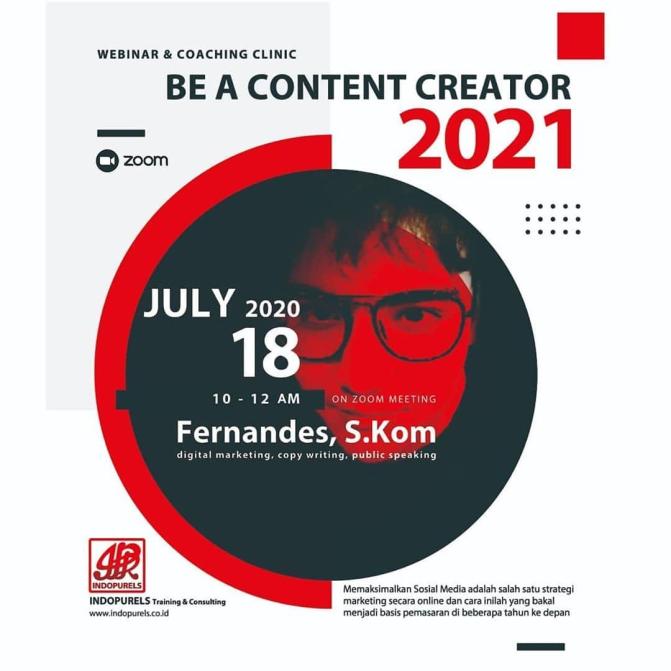 WEBINAR & COACHING CLINIC
BE A CONTENT CREATOR
2021
zoom
JULY 2020
18
10 - 12 AM
ON ZOOM MEETING
Fernandes, S.Kom
digital marketing, copy writing, public speaking
INDOPURELS
INDOPURELS Training & Consulting
www.indopurels.co.id
Memaksimalkan Sosial Media adalah salah satu strategi
marketing secara online dan cara inilah yang bakal
menjadi basis pemasaran di beberapa tahun ke depan